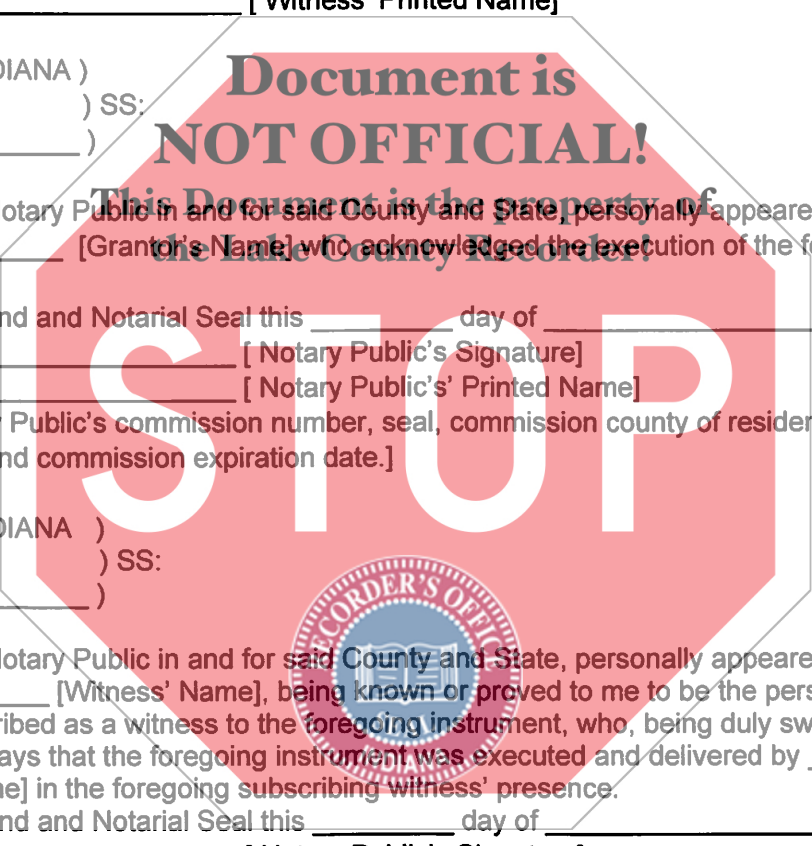 [ Witness' Printed Name]
DIANA )
) SS:
)
Document is
NOT OFFICIAL!
This Document is the property of
the Lake County Recorder!
otary Public in and for said County and State, personally appeare
[Grantor's Name] who acknowledged the execution of the f
nd and Notarial Seal this day of
[ Notary Public's Signature]
[ Notary Public's' Printed Name]
Public's commission number, seal, commission county of residen
nd commission expiration date.]
STOP
DIANA )
) SS:
)
RECORDER'S OFFICE
INDIANA
Notary Public in and for said County and State, personally appeare
[Witness' Name], being known or proved to me to be the pers
ribed as a witness to the foregoing instrument, who, being duly sw
ays that the foregoing instrument was executed and delivered by
e] in the foregoing subscribing witness' presence.
nd and Notarial Seal this day of